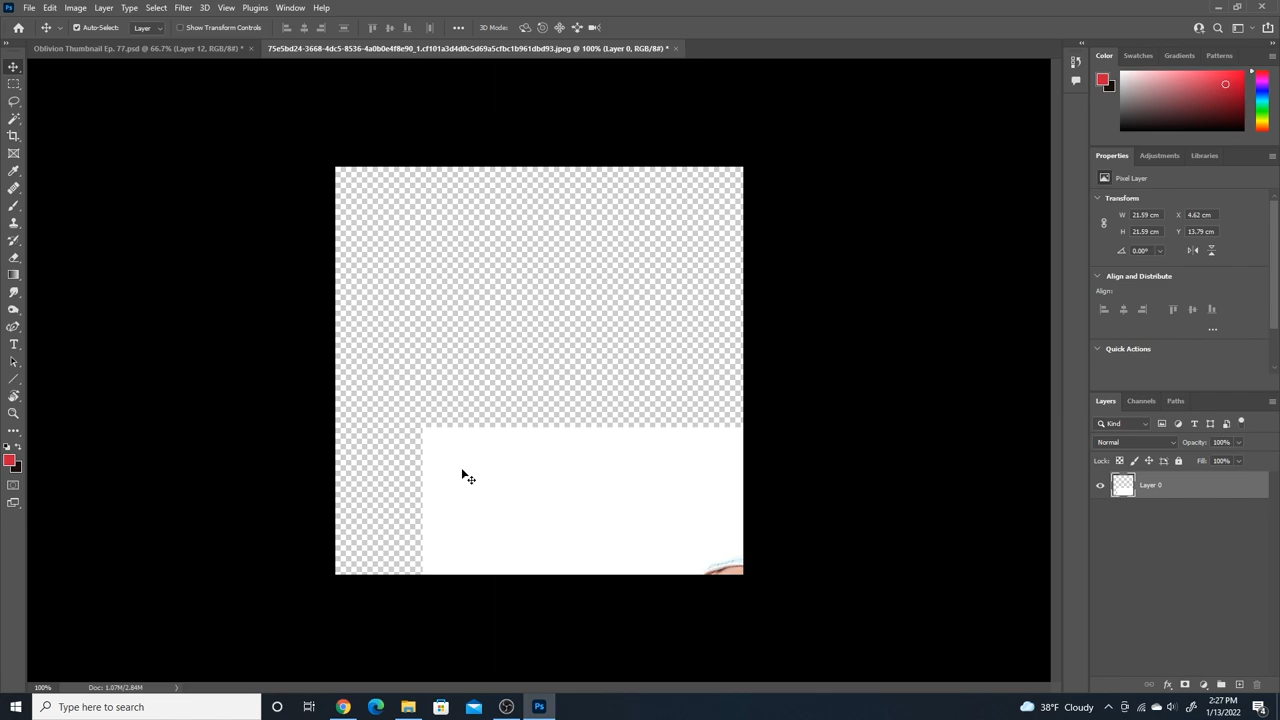 Ps File Edit Image Layer Type Select Filter 3D View Plugins Window Help
Auto-Select: Layer Show Transform Controls ••• 3D Mode:
Oblivion Thumbnail Ep. 77.psd @ 66.7% (Layer 12, RGB/8#) * ×
75e5bd24-3668-4dc5-8536-4a0b0e4f8e90_1.cf101a3d4d0c5d69a5cfbc1b961dbd93.jpeg @ 100% (Layer 0, RGB/8#) * ×
Color Swatches Gradients Patterns
Properties Adjustments Libraries
Pixel Layer
Transform
W 21.59 cm X 4.62 cm
H 21.59 cm Y 13.79 cm
0.00°
Align and Distribute
Align:
•••
Quick Actions
Layers Channels Paths
Kind
Normal Opacity: 100%
Lock: Fill: 100%
Layer 0
100% Doc: 1.07M/2.84M
Type here to search
Ps
38°F Cloudy
2:27 PM
1/13/2022
4